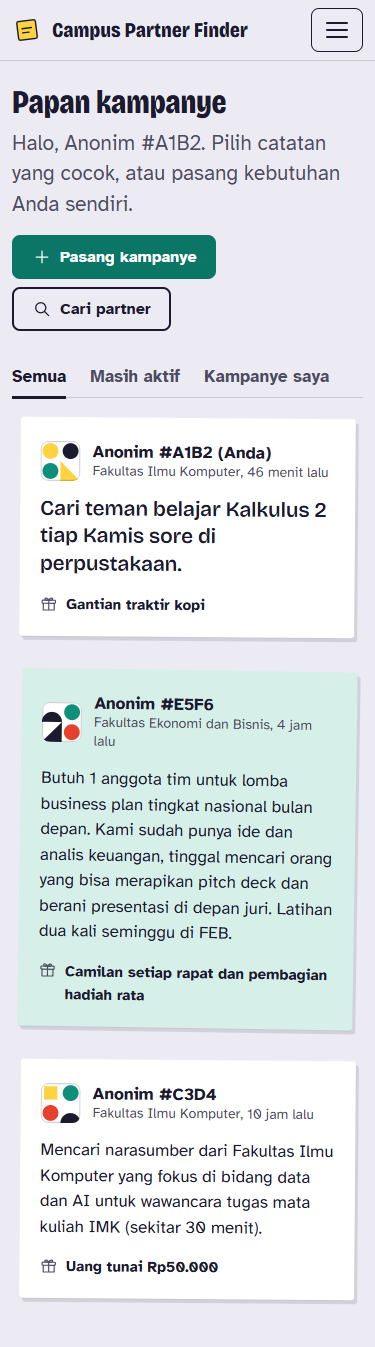 Campus Partner Finder
Papan kampanye
Halo, Anonim #A1B2. Pilih catatan
yang cocok, atau pasang kebutuhan
Anda sendiri.
Pasang kampanye
Cari partner
Semua Masih aktif Kampanye saya
Anonim #A1B2 (Anda)
Fakultas Ilmu Komputer, 46 menit lalu
Cari teman belajar Kalkulus 2
tiap Kamis sore di
perpustakaan.
Gantian traktir kopi
Anonim #E5F6
Fakultas Ekonomi dan Bisnis, 4 jam
lalu
Butuh 1 anggota tim untuk lomba
business plan tingkat nasional bulan
depan. Kami sudah punya ide dan
analis keuangan, tinggal mencari orang
yang bisa merapikan pitch deck dan
berani presentasi di depan juri. Latihan
dua kali seminggu di FEB.
Camilan setiap rapat dan pembagian
hadiah rata
Anonim #C3D4
Fakultas Ilmu Komputer, 10 jam lalu
Mencari narasumber dari Fakultas Ilmu
Komputer yang fokus di bidang data
dan AI untuk wawancara tugas mata
kuliah IMK (sekitar 30 menit).
Uang tunai Rp50.000